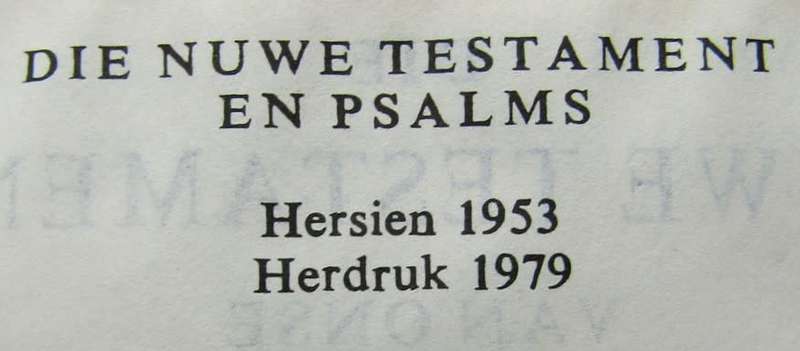 DIE NUWE TESTAMENT
EN PSALMS
Hersien 1953
Herdruk 1979